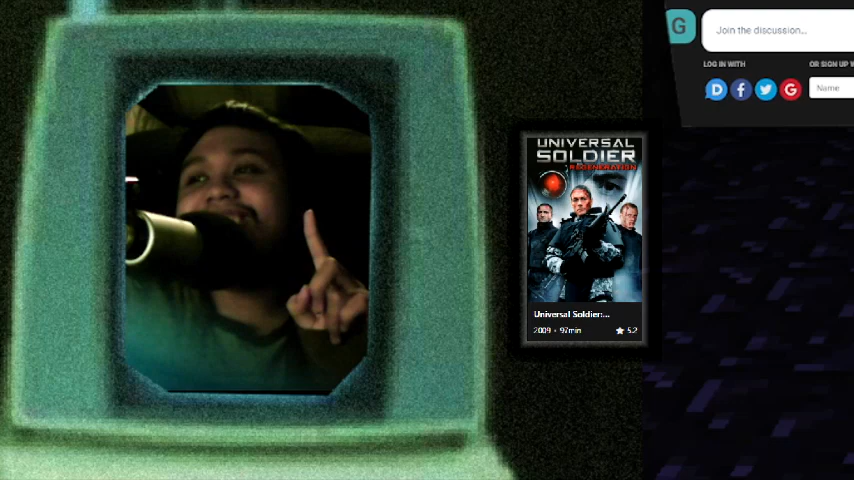 G
Join the discussion...
LOG IN WITH
OR SIGN UP W
D
f
G
Name
UNIVERSAL
SOLDIER
REGENERATION
Universal Soldier:...
2009 • 97min
★ 5.2